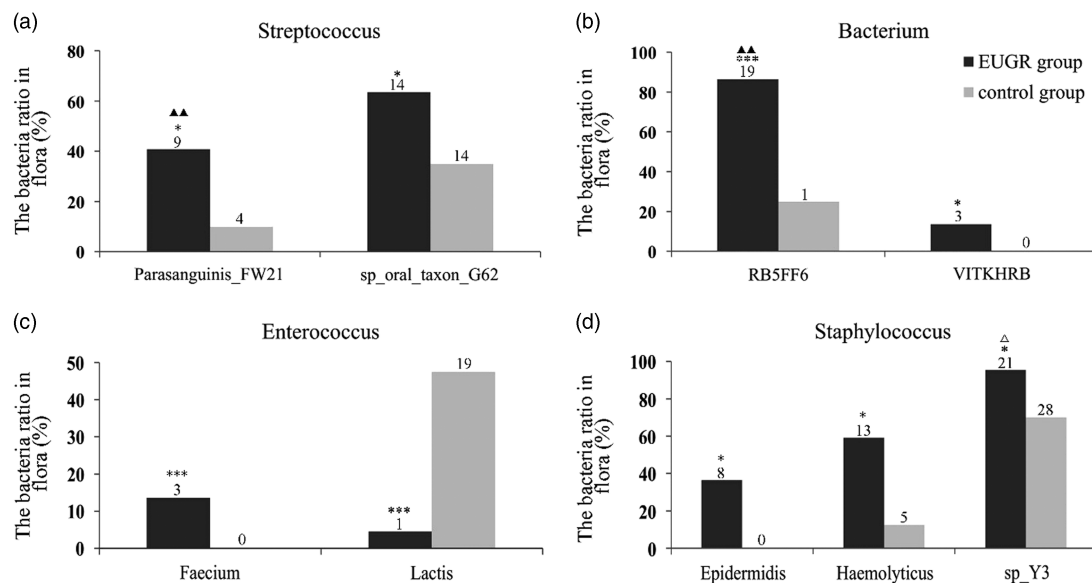 (a)
Streptococcus
The bacteria ratio in
flora (%)
80
60
40
20
0
▲▲
*
9
4
*
14
14
Parasanguinis_FW21
sp_oral_taxon_G62
(b)
Bacterium
The bacteria ratio in
flora (%)
100
80
60
40
20
0
▲▲
***
19
1
*
3
0
RB5FF6
VITKHRB
EUGR group
control group
(c)
Enterococcus
The bacteria ratio in
flora (%)
50
40
30
20
10
0
***
3
0
***
1
19
Faecium
Lactis
(d)
Staphylococcus
The bacteria ratio in
flora (%)
100
80
60
40
20
0
*
8
0
*
13
5
△
*
21
28
Epidermidis
Haemolyticus
sp_Y3